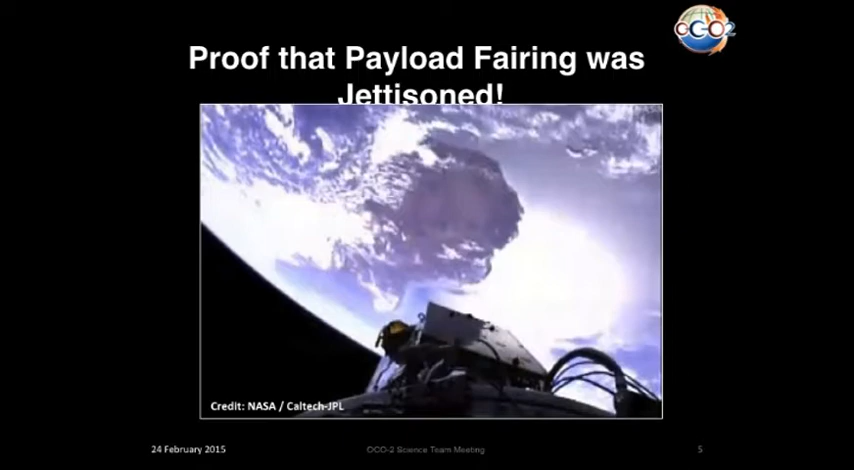 OCO2
Proof that Payload Fairing was
Jettisoned!
Credit: NASA / Caltech-JPL
24 February 2015
OCO-2 Science Team Meeting
5